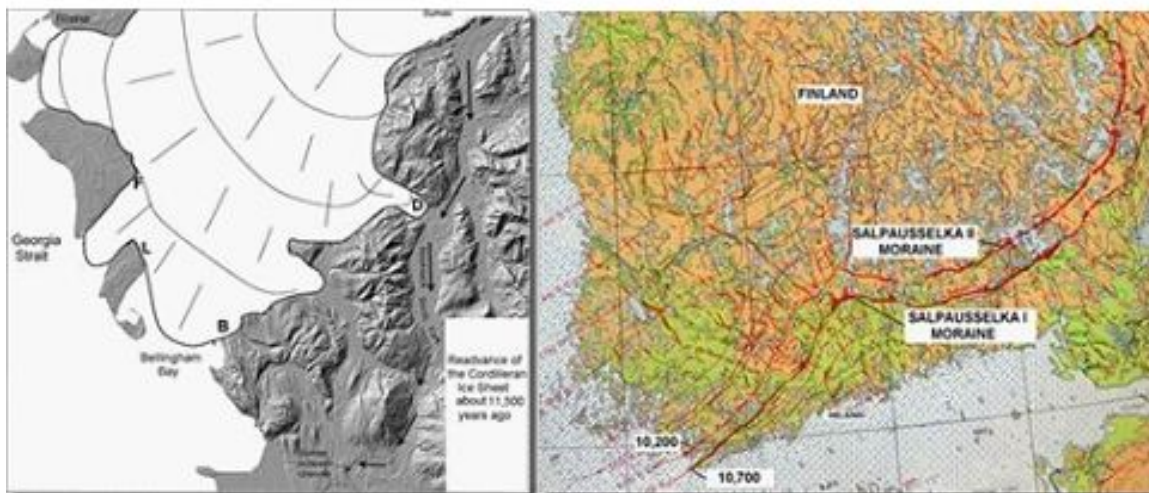 Sumas
Georgia
Strait
L
D
B
Bellingham
Bay
Readvance of
the Cordilleran
Ice Sheet
about 11,500
years ago
FINLAND
SALPAUSSELKA II
MORAINE
SALPAUSSELKA I
MORAINE
10,200
10,700